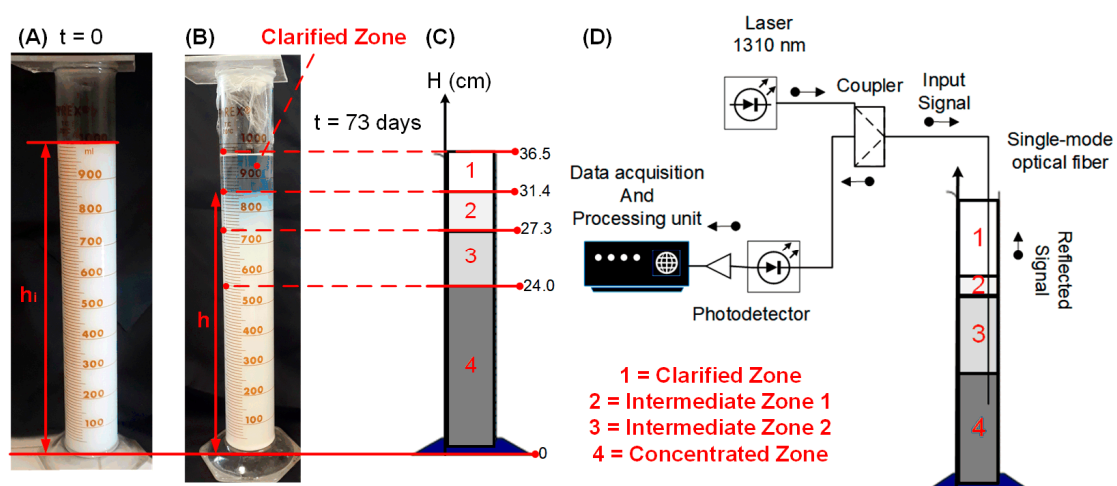 (A) t = 0
(B)
Clarified Zone
(C)
(D)
H (cm)
t = 73 days
1000
ml
900
800
700
600
500
400
300
200
100
hi
1000
900
800
700
600
500
400
300
200
100
h
36.5
31.4
27.3
24.0
0
1
2
3
4
Laser
1310 nm
Coupler
Input
Signal
Single-mode
optical fiber
Data acquisition
And
Processing unit
Photodetector
Reflected
Signal
1
2
3
4
1 = Clarified Zone
2 = Intermediate Zone 1
3 = Intermediate Zone 2
4 = Concentrated Zone